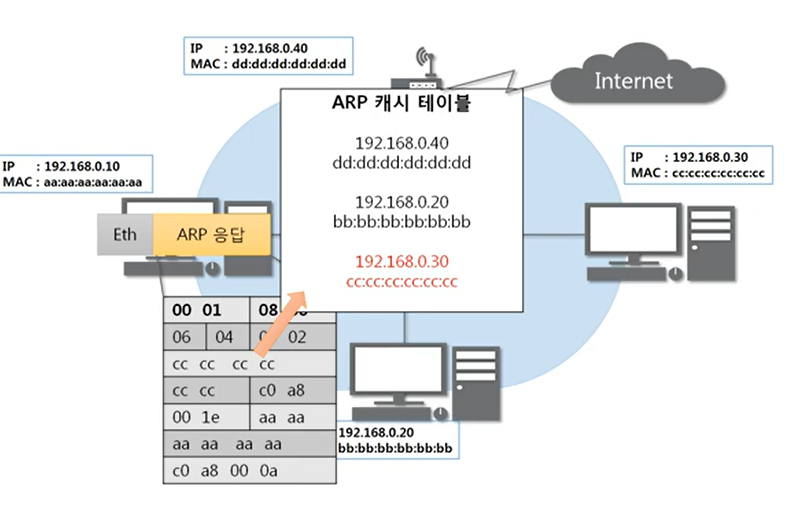 IP : 192.168.0.40
MAC : dd:dd:dd:dd:dd:dd
Internet
ARP 캐시 테이블
192.168.0.40
dd:dd:dd:dd:dd:dd
192.168.0.20
bb:bb:bb:bb:bb:bb
192.168.0.30
cc:cc:cc:cc:cc:cc
IP : 192.168.0.10
MAC : aa:aa:aa:aa:aa:aa
IP : 192.168.0.30
MAC : cc:cc:cc:cc:cc:cc
Eth ARP 응답
00 01 08
06 04 02
cc cc cc cc
cc cc c0 a8
00 1e aa aa
aa aa aa aa
c0 a8 00 0a
192.168.0.20
bb:bb:bb:bb:bb:bb